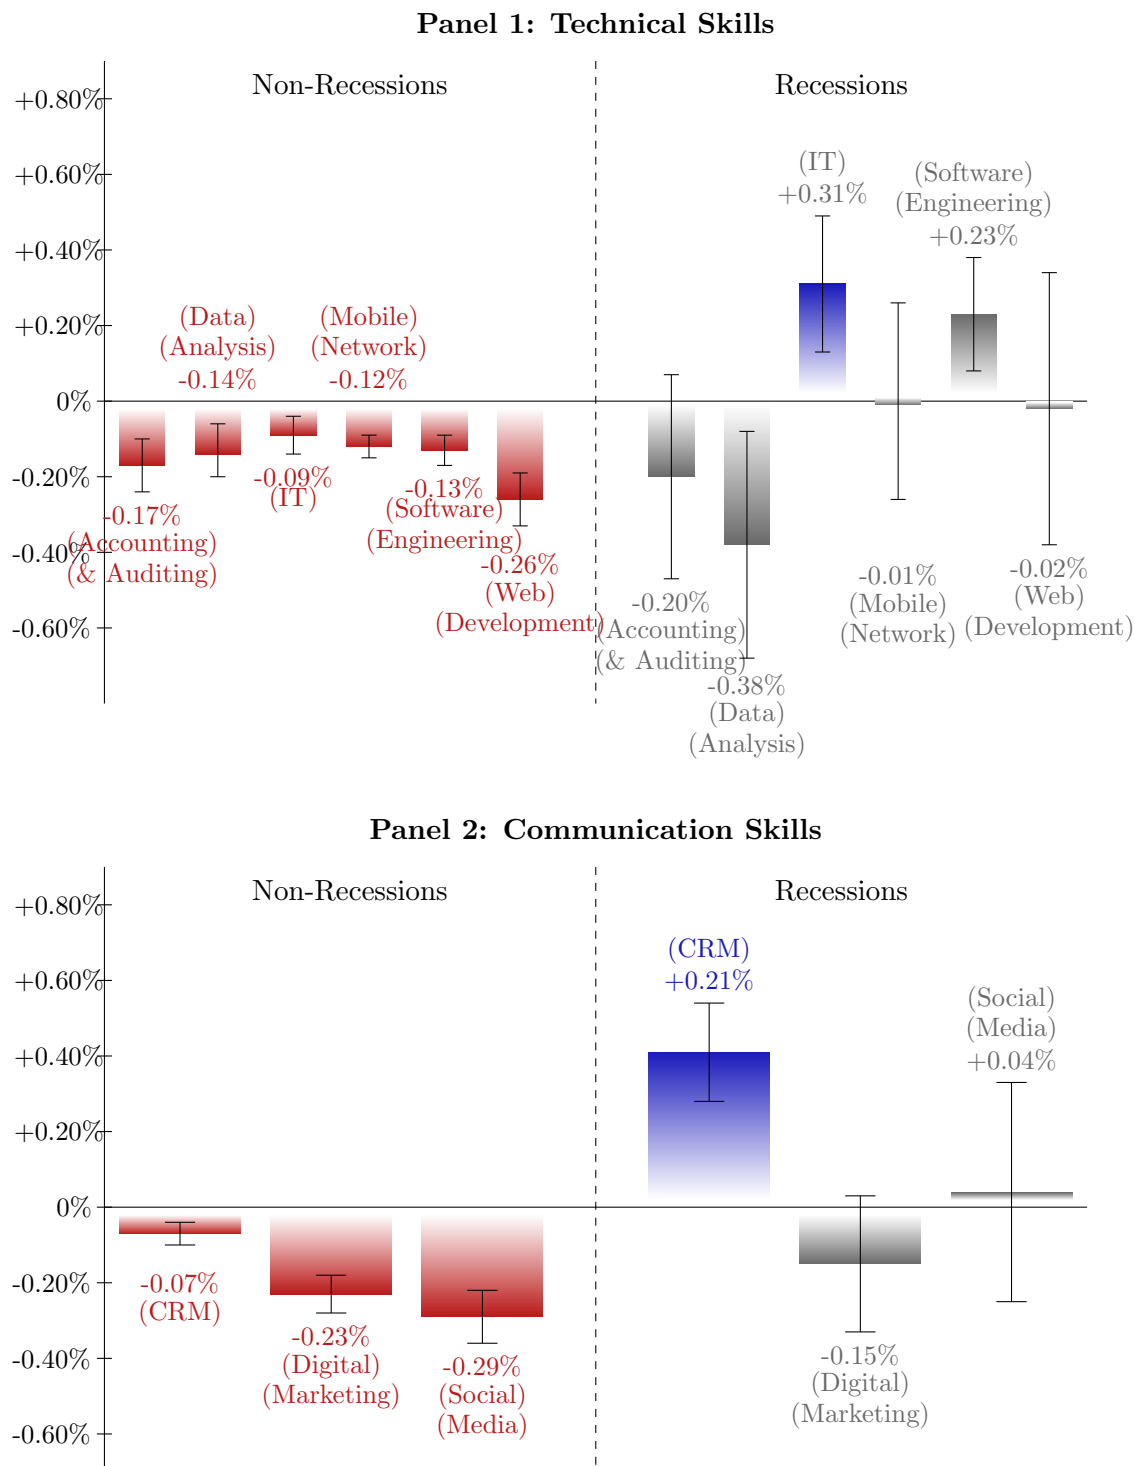 Panel 1: Technical Skills
Non-Recessions
Recessions
+0.80%
+0.60%
+0.40%
+0.20%
0%
-0.20%
-0.40%
-0.60%
-0.17%
(Accounting)
(& Auditing)
(Data)
(Analysis)
-0.14%
-0.09%
(IT)
(Mobile)
(Network)
-0.12%
-0.13%
(Software)
(Engineering)
-0.26%
(Web)
(Development)
-0.20%
(Accounting)
(& Auditing)
-0.38%
(Data)
(Analysis)
(IT)
+0.31%
-0.01%
(Mobile)
(Network)
(Software)
(Engineering)
+0.23%
-0.02%
(Web)
(Development)
Panel 2: Communication Skills
Non-Recessions
Recessions
+0.80%
+0.60%
+0.40%
+0.20%
0%
-0.20%
-0.40%
-0.60%
-0.07%
(CRM)
-0.23%
(Digital)
(Marketing)
-0.29%
(Social)
(Media)
(CRM)
+0.21%
-0.15%
(Digital)
(Marketing)
(Social)
(Media)
+0.04%